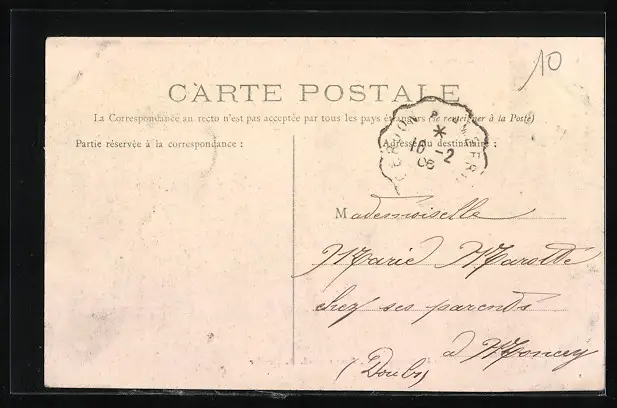 10
CARTE POSTALE
La Correspondance au recto n'est pas acceptée par tous les pays étrangers (se renseigner à la Poste)
Partie réservée à la correspondance :
Adresse du destinataire :
10 -2
08
Mademoiselle
Marie Marotte
chez ses parents
à Moncey
(Doubs)